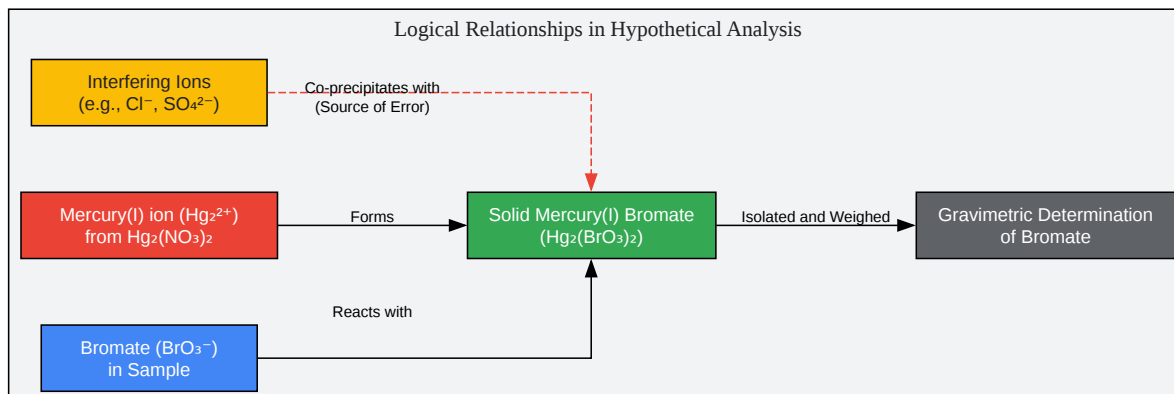 Logical Relationships in Hypothetical Analysis
Interfering Ions
(e.g., Cl⁻, SO₄²⁻)
Co-precipitates with
(Source of Error)
Mercury(I) ion (Hg₂²⁺)
from Hg₂(NO₃)₂
Forms
Solid Mercury(I) Bromate
(Hg₂(BrO₃)₂)
Isolated and Weighed
Gravimetric Determination
of Bromate
Reacts with
Bromate (BrO₃⁻)
in Sample